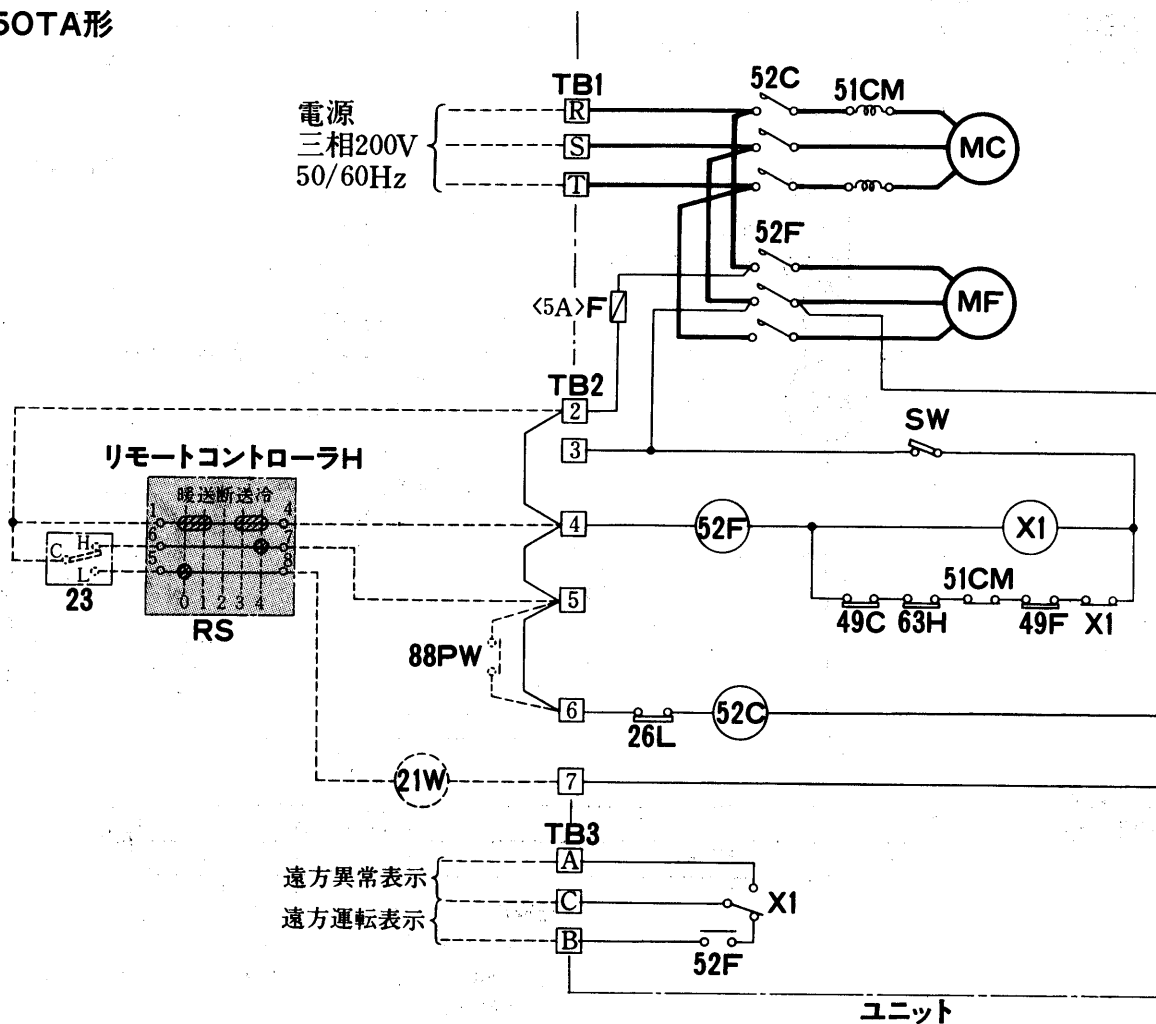 50TA形
TB1
52C
51CM
電源
三相200V
50/60Hz
R
S
T
MC
52F
<5A>F
MF
TB2
2
SW
3
リモートコントローラH
暖送断送冷
1
4
6
7
5
8
C
H
L
23
0 1 2 3 4
RS
4
52F
X1
51CM
49C
63H
49F
X1
5
88PW
6
26L
52C
21W
7
TB3
遠方異常表示
A
C
X1
遠方運転表示
B
52F
ユニット